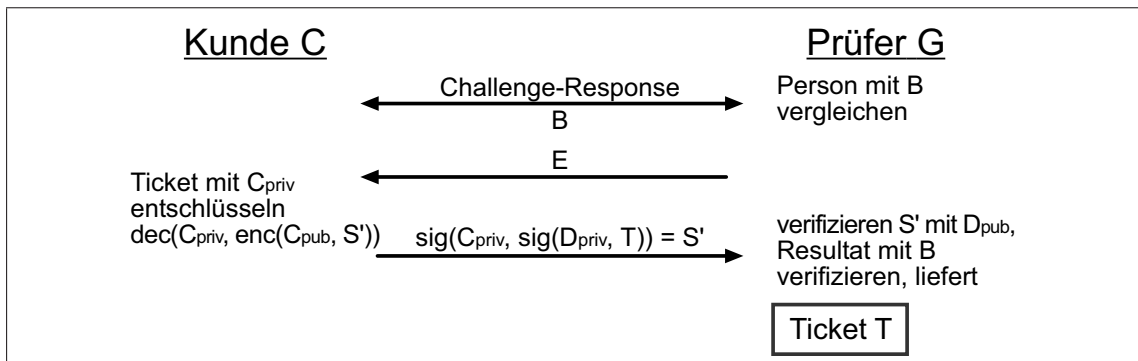 Kunde C
Prüfer G
Challenge-Response
B
Person mit B
vergleichen
E
Ticket mit Cpriv
entschlüsseln
dec(Cpriv, enc(Cpub, S'))
sig(Cpriv, sig(Dpriv, T)) = S'
verifizieren S' mit Dpub,
Resultat mit B
verifizieren, liefert
Ticket T